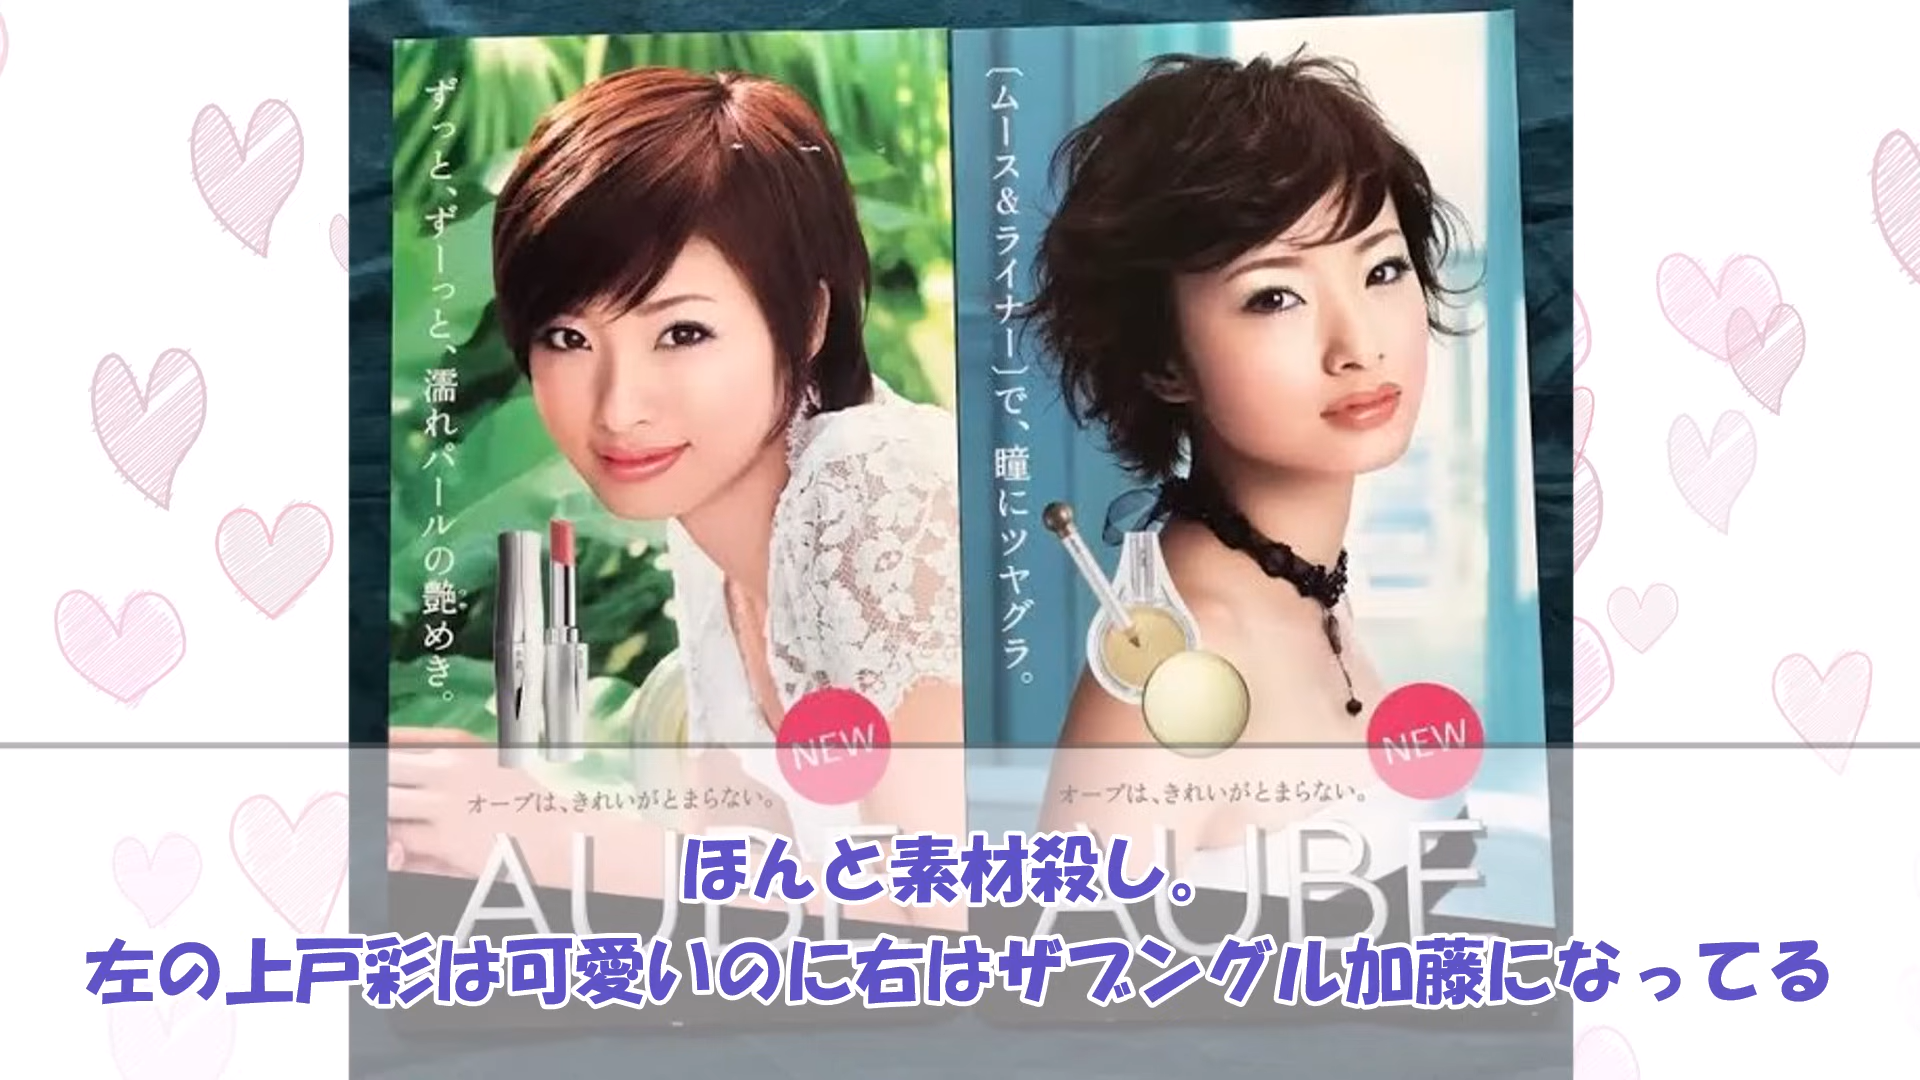 ずっと、ずーっと、濡れパールの艶めき。
つや
NEW
オーブは、きれいがとまらない。
AUBE
〔ムース&ライナー〕で、瞳にツヤグラ。
NEW
オーブは、きれいがとまらない。
AUBE
ほんと素材殺し。
左の上戸彩は可愛いのに右はザブングル加藤になってる